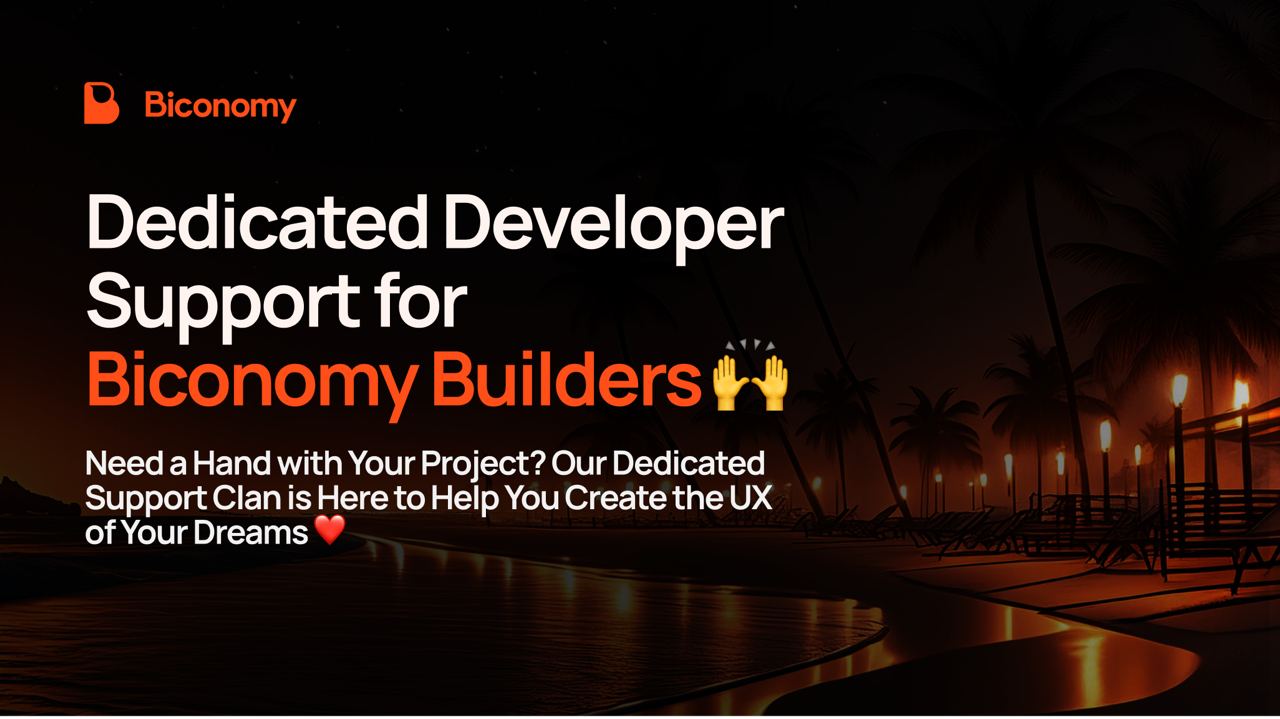 Biconomy
Dedicated Developer
Support for
Biconomy Builders 🙌
Need a Hand with Your Project? Our Dedicated
Support Clan is Here to Help You Create the UX
of Your Dreams ❤️